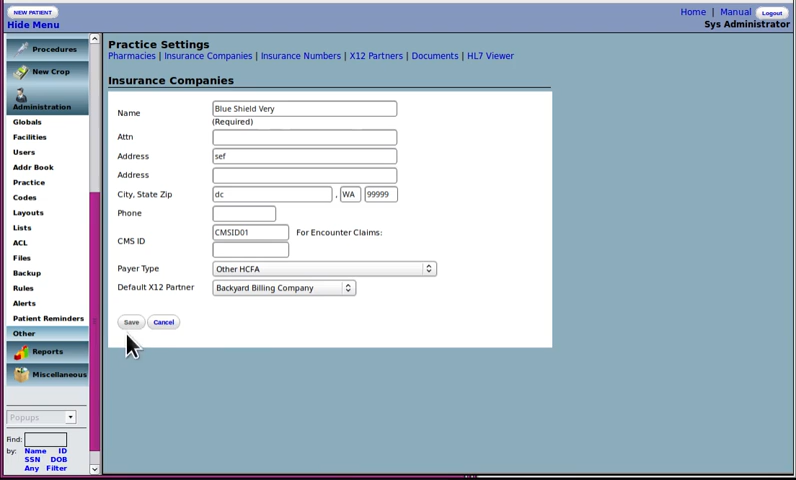 NEW PATIENT
Hide Menu
Home | Manual Logout
Sys Administrator
Procedures
New Crop
Administration
Globals
Facilities
Users
Addr Book
Practice
Codes
Layouts
Lists
ACL
Files
Backup
Rules
Alerts
Patient Reminders
Other
Reports
Miscellaneous
Popups
Find:
by: Name ID
SSN DOB
Any Filter
Practice Settings
Pharmacies | Insurance Companies | Insurance Numbers | X12 Partners | Documents | HL7 Viewer
Insurance Companies
Name Blue Shield Very
(Required)
Attn
Address sef
Address
City, State Zip dc , WA 99999
Phone
CMS ID CMSID01 For Encounter Claims:
Payer Type Other HCFA
Default X12 Partner Backyard Billing Company
Save Cancel